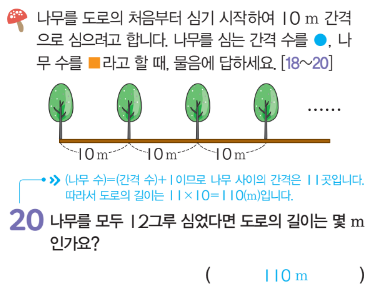 나무를 도로의 처음부터 심기 시작하여 10 m 간격
으로 심으려고 합니다. 나무를 심는 간격 수를 ●, 나
무 수를 ■라고 할 때, 물음에 답하세요. [18~20]
......
10 m 10 m 10 m
» (나무 수)=(간격 수)+1이므로 나무 사이의 간격은 11곳입니다.
따라서 도로의 길이는 11×10=110(m)입니다.
20 나무를 모두 12그루 심었다면 도로의 길이는 몇 m
인가요?
( 110 m )